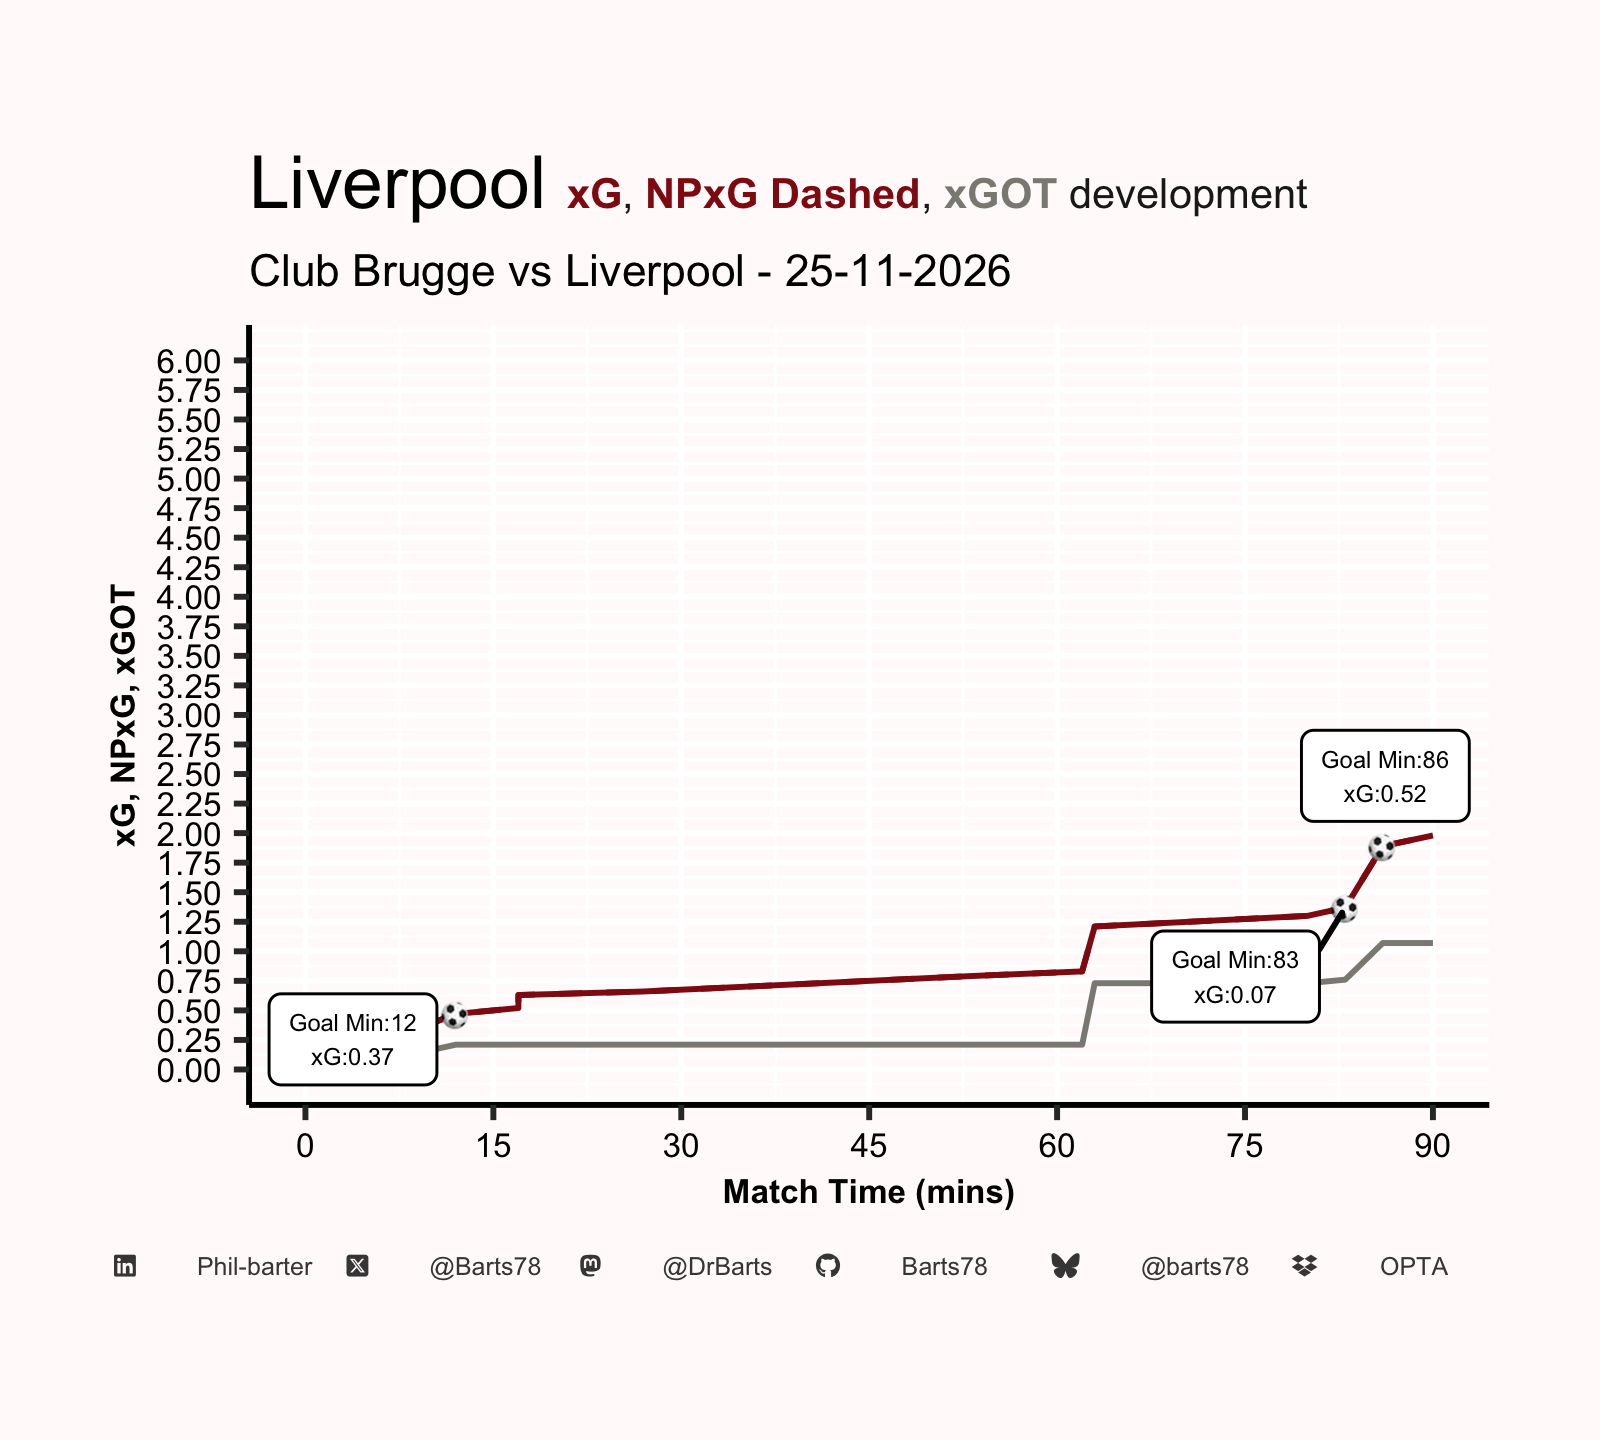 Liverpool xG, NPxG Dashed, xGOT development
Club Brugge vs Liverpool - 25-11-2026
6.00
5.75
5.50
5.25
5.00
4.75
4.50
4.25
4.00
3.75
3.50
3.25
3.00
2.75
2.50
2.25
2.00
1.75
1.50
1.25
1.00
0.75
0.50
0.25
0.00
xG, NPxG, xGOT
Goal Min:86
xG:0.52
Goal Min:83
xG:0.07
Goal Min:12
xG:0.37
0 15 30 45 60 75 90
Match Time (mins)
Phil-barter @Barts78 @DrBarts Barts78 @barts78 OPTA